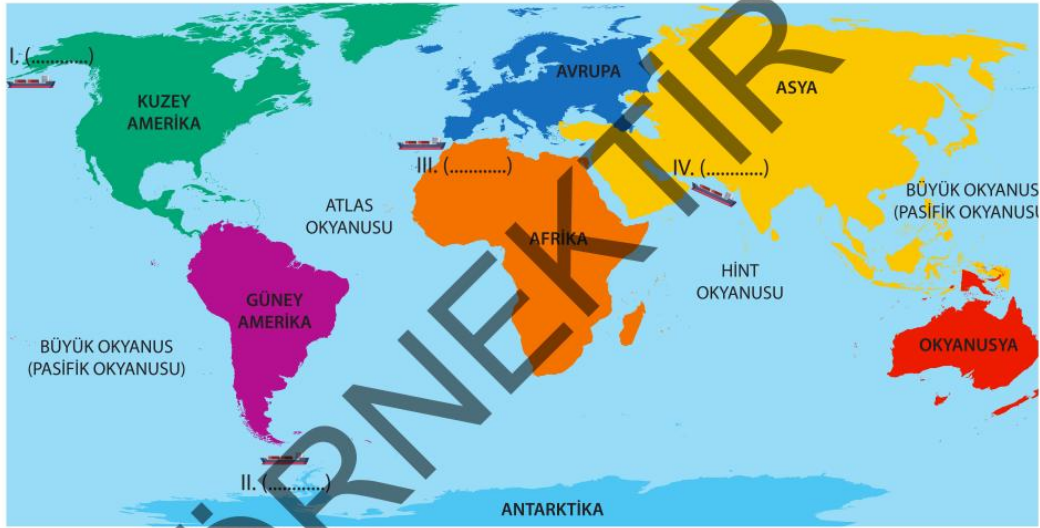 I. (............)
KUZEY
AMERİKA
AVRUPA
ASYA
III. (............)
IV. (............)
ATLAS
OKYANUSU
BÜYÜK OKYANUS
(PASİFİK OKYANUSU
AFRİKA
HİNT
OKYANUSU
GÜNEY
AMERİKA
BÜYÜK OKYANUS
(PASİFİK OKYANUSU)
OKYANUSYA
II. (............)
ANTARKTİKA
ÖRNEKTİR